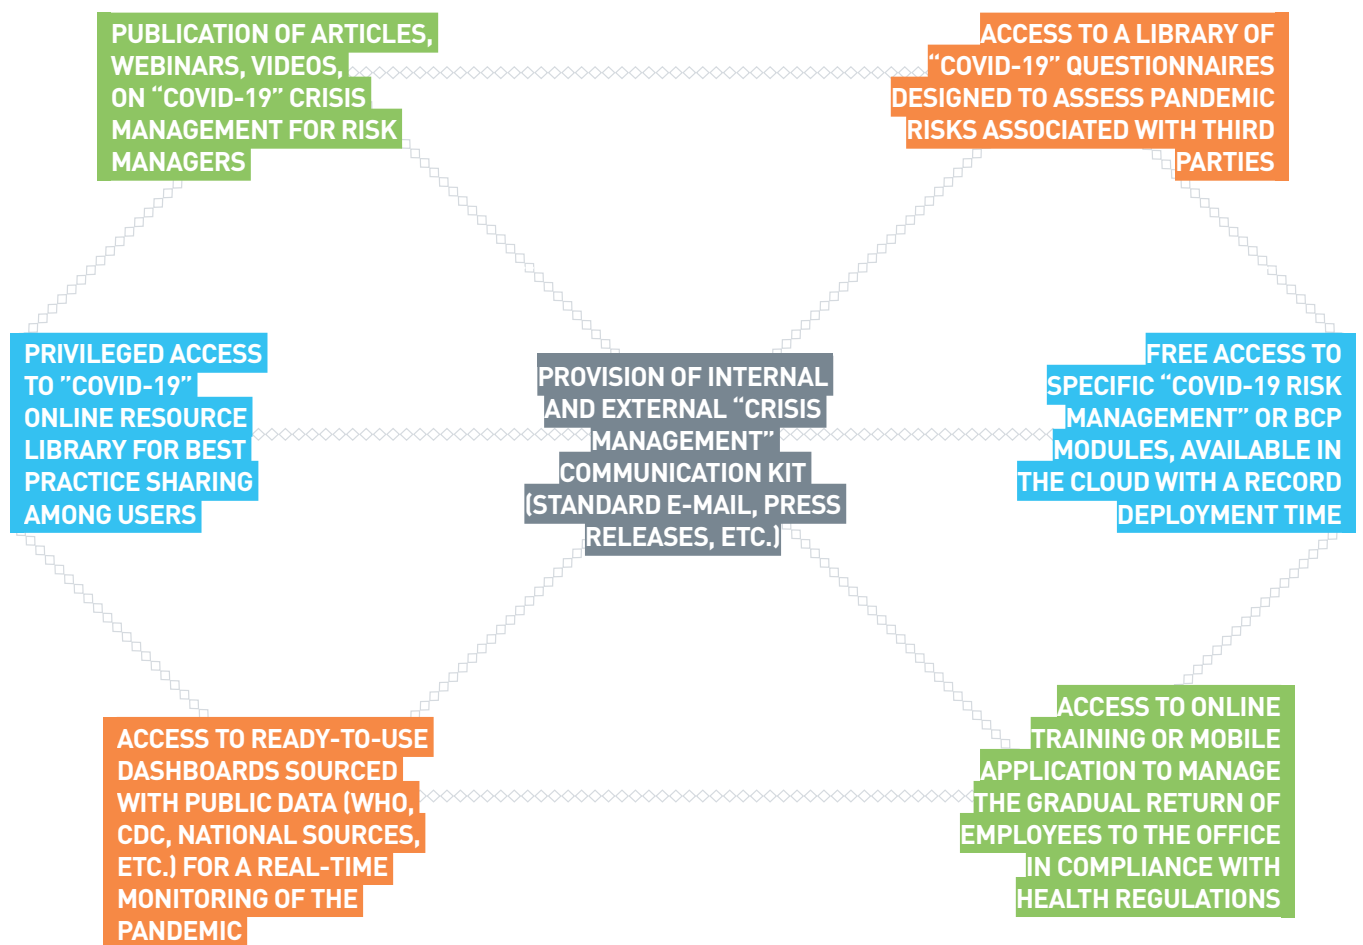 PUBLICATION OF ARTICLES,
WEBINARS, VIDEOS,
ON “COVID-19” CRISIS
MANAGEMENT FOR RISK
MANAGERS
ACCESS TO A LIBRARY OF
“COVID-19” QUESTIONNAIRES
DESIGNED TO ASSESS PANDEMIC
RISKS ASSOCIATED WITH THIRD
PARTIES
PRIVILEGED ACCESS
TO ”COVID-19”
ONLINE RESOURCE
LIBRARY FOR BEST
PRACTICE SHARING
AMONG USERS
PROVISION OF INTERNAL
AND EXTERNAL “CRISIS
MANAGEMENT”
COMMUNICATION KIT
(STANDARD E-MAIL, PRESS
RELEASES, ETC.)
FREE ACCESS TO
SPECIFIC “COVID-19 RISK
MANAGEMENT” OR BCP
MODULES, AVAILABLE IN
THE CLOUD WITH A RECORD
DEPLOYMENT TIME
ACCESS TO READY-TO-USE
DASHBOARDS SOURCED
WITH PUBLIC DATA (WHO,
CDC, NATIONAL SOURCES,
ETC.) FOR A REAL-TIME
MONITORING OF THE
PANDEMIC
ACCESS TO ONLINE
TRAINING OR MOBILE
APPLICATION TO MANAGE
THE GRADUAL RETURN OF
EMPLOYEES TO THE OFFICE
IN COMPLIANCE WITH
HEALTH REGULATIONS